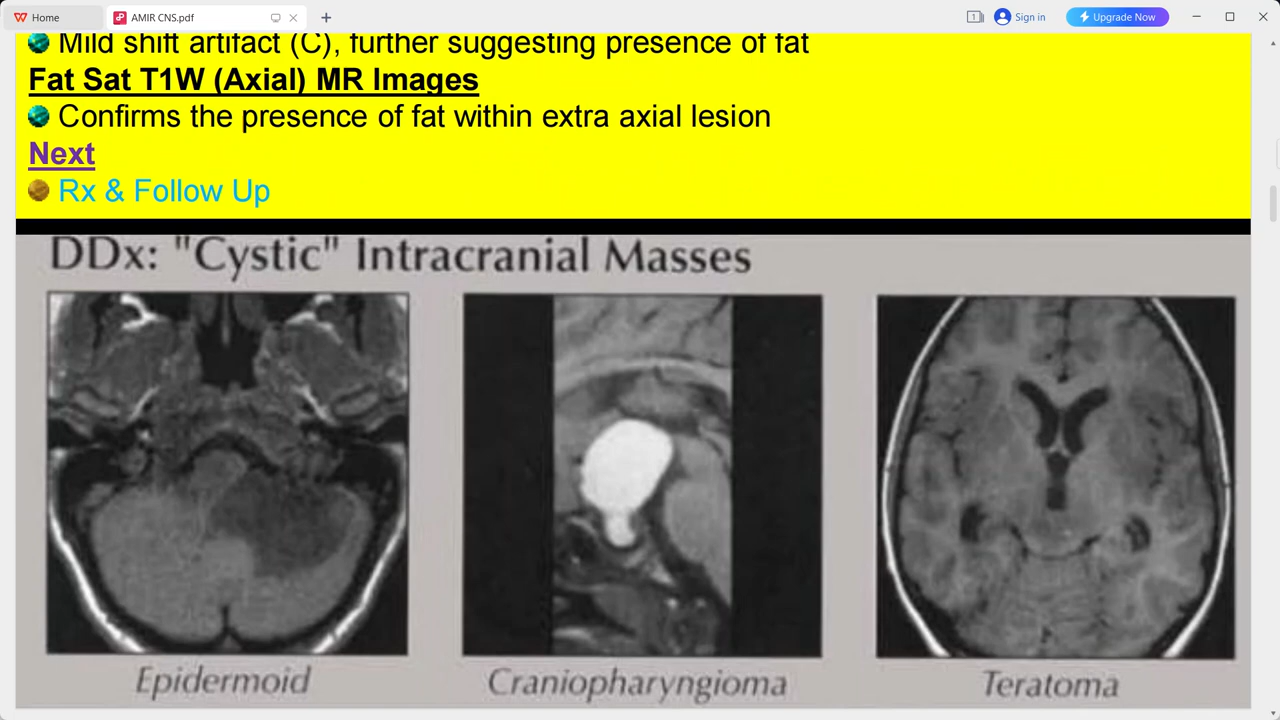 Home
AMIR CNS.pdf
1
Sign in
Upgrade Now
Mild shift artifact (C), further suggesting presence of fat
Fat Sat T1W (Axial) MR Images
Confirms the presence of fat within extra axial lesion
Next
Rx & Follow Up
DDx: "Cystic" Intracranial Masses
Epidermoid
Craniopharyngioma
Teratoma